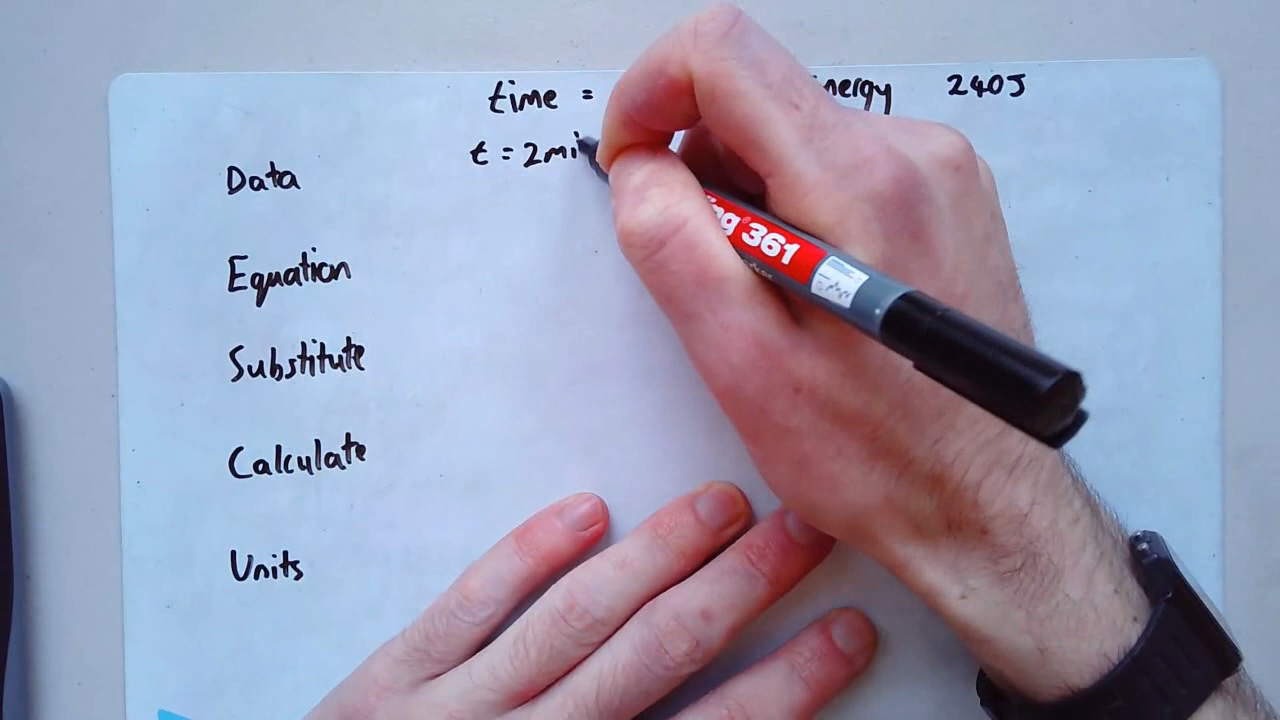 time = nergy 240J
t = 2mi
Data
Equation
Substitute
Calculate
Units
361